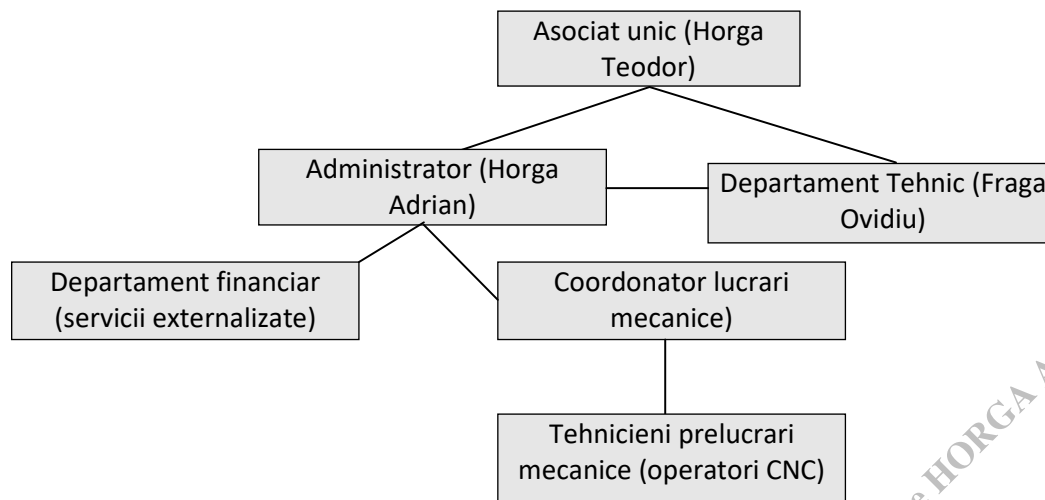 Asociat unic (Horga
Teodor)
Administrator (Horga
Adrian)
Departament Tehnic (Fraga
Ovidiu)
Departament financiar
(servicii externalizate)
Coordonator lucrari
mecanice)
Tehnicieni prelucrari
mecanice (operatori CNC)
HORGA